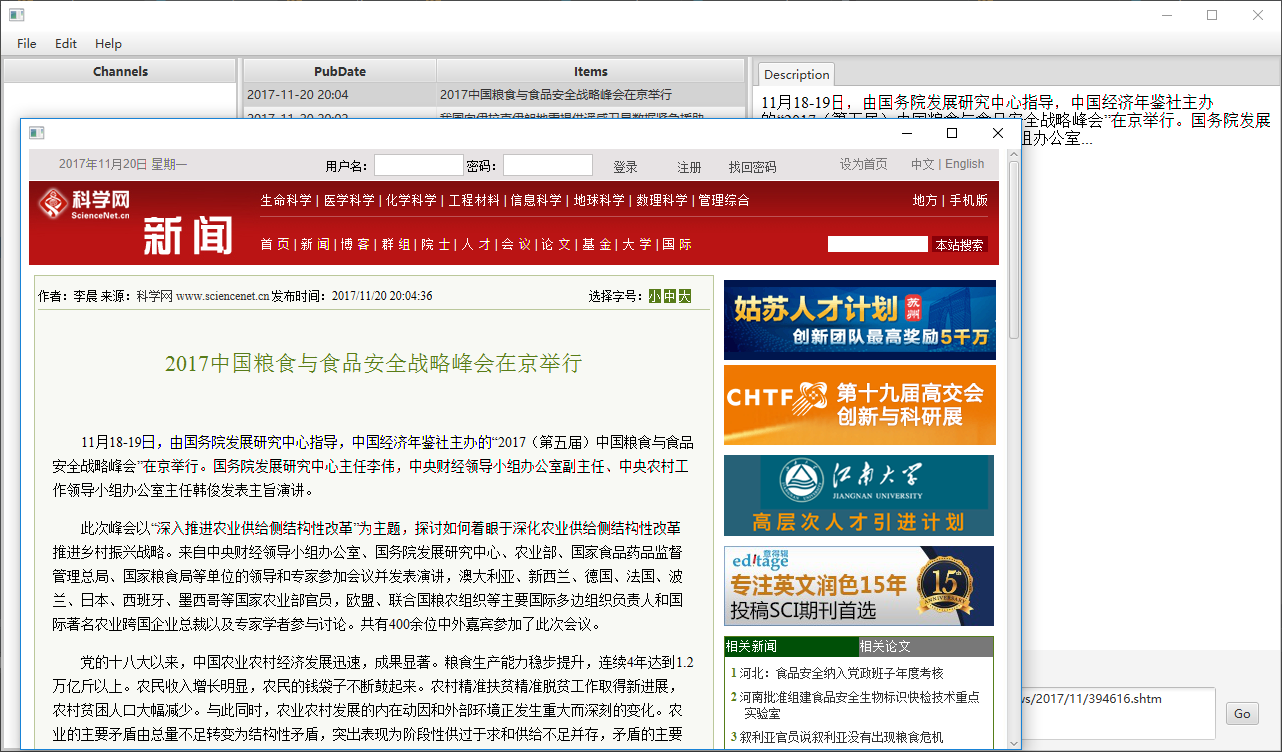 File Edit Help
Channels
PubDate Items
2017-11-20 20:04 2017中国粮食与食品安全战略峰会在京举行
Description
11月18-19日，由国务院发展研究中心指导，中国经济年鉴社主办
的“2017（第五届）中国粮食与食品安全战略峰会”在京举行。国务院发展
组办公室...
2017年11月20日 星期一 用户名： 密码： 登录 注册 找回密码 设为首页 中文 | English
科学网
ScienceNet.cn
新闻
生命科学 | 医学科学 | 化学科学 | 工程材料 | 信息科学 | 地球科学 | 数理科学 | 管理综合 地方 | 手机版
首 页 | 新 闻 | 博 客 | 群 组 | 院 士 | 人 才 | 会 议 | 论 文 | 基 金 | 大 学 | 国 际 本站搜索
作者：李晨 来源：科学网 www.sciencenet.cn 发布时间：2017/11/20 20:04:36 选择字号：小 中 大
2017中国粮食与食品安全战略峰会在京举行
11月18-19日，由国务院发展研究中心指导，中国经济年鉴社主办的“2017（第五届）中国粮食与食品
安全战略峰会”在京举行。国务院发展研究中心主任李伟，中央财经领导小组办公室副主任、中央农村工
作领导小组办公室主任韩俊发表主旨演讲。
此次峰会以“深入推进农业供给侧结构性改革”为主题，探讨如何着眼于深化农业供给侧结构性改革
推进乡村振兴战略。来自中央财经领导小组办公室、国务院发展研究中心、农业部、国家食品药品监督
管理总局、国家粮食局等单位的领导和专家参加会议并发表演讲，澳大利亚、新西兰、德国、法国、波
兰、日本、西班牙、墨西哥等国家农业部官员，欧盟、联合国粮农组织等主要国际多边组织负责人和国
际著名农业跨国企业总裁以及专家学者参与讨论。共有400余位中外嘉宾参加了此次会议。
党的十八大以来，中国农业农村经济发展迅速，成果显著。粮食生产能力稳步提升，连续4年达到1.2
万亿斤以上。农民收入增长明显，农民的钱袋子不断鼓起来。农村精准扶贫精准脱贫工作取得新进展，
农村贫困人口大幅减少。与此同时，农业农村发展的内在动因和外部环境正发生重大而深刻的变化。农
业的主要矛盾由总量不足转变为结构性矛盾，突出表现为阶段性供过于求和供给不足并存，矛盾的主要
姑苏人才计划 苏州
创新团队最高奖励5千万
CHTF 第十九届高交会
创新与科研展
江南大学
JIANGNAN UNIVERSITY
高层次人才引进计划
editage 意得辑
专注英文润色15年
投稿SCI期刊首选
15th
ANNIVERSARY
相关新闻 相关论文
1 河北：食品安全纳入党政班子年度考核
2 河南批准组建食品安全生物标识快检技术重点
实验室
3 叙利亚官员说叙利亚没有出现粮食危机
/2017/11/394616.shtm
Go